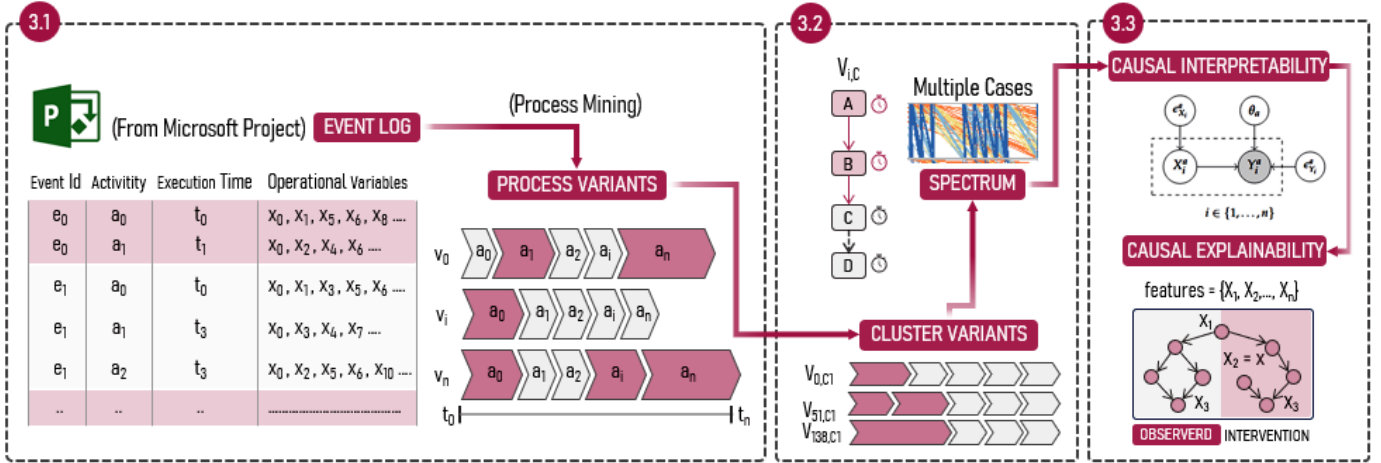 3.1
P
(From Microsoft Project) EVENT LOG
(Process Mining)
PROCESS VARIANTS
Event Id Activitity Execution Time Operational Variables
e0 a0 t0 x0 , x1 , x5 , x6 , x8 ....
e0 a1 t1 x0 , x2 , x4 , x6 ....
e1 a0 t0 x0 , x1 , x3 , x5 , x6 ....
e1 a1 t3 x0 , x3 , x4 , x7 ....
e1 a2 t3 x0 , x2 , x5 , x6 , x10 ....
.. .. .. ........................................
v0 a0 a1 a2 ai an
vi a0 a1 a2 ai an
vn a0 a1 a2 ai an
t0 tn
3.2
Vi,C
A
B
C
D
Multiple Cases
SPECTRUM
CLUSTER VARIANTS
V0,C1
V51,C1
V138,C1
3.3
CAUSAL INTERPRETABILITY
ϵ^s_Xi θa
X^a_i Y^a_i ϵ^s_Yi
i ∈ {1, . . . , n}
CAUSAL EXPLAINABILITY
features = {X1, X2,..., Xn}
X1
X2 = x
X3 X3
OBSERVERD INTERVENTION